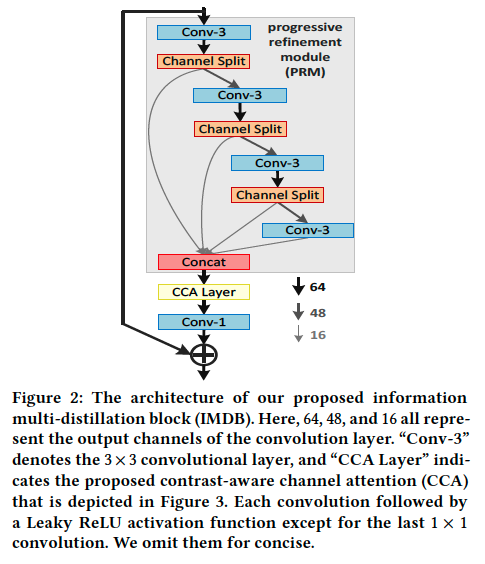 Conv-3
progressive
refinement
module
(PRM)
Channel Split
Conv-3
Channel Split
Conv-3
Channel Split
Conv-3
Concat
CCA Layer
Conv-1
64
48
16
Figure 2: The architecture of our proposed information
multi-distillation block (IMDB). Here, 64, 48, and 16 all repre-
sent the output channels of the convolution layer. “Conv-3”
denotes the 3×3 convolutional layer, and “CCA Layer” indi-
cates the proposed contrast-aware channel attention (CCA)
that is depicted in Figure 3. Each convolution followed by
a Leaky ReLU activation function except for the last 1 × 1
convolution. We omit them for concise.